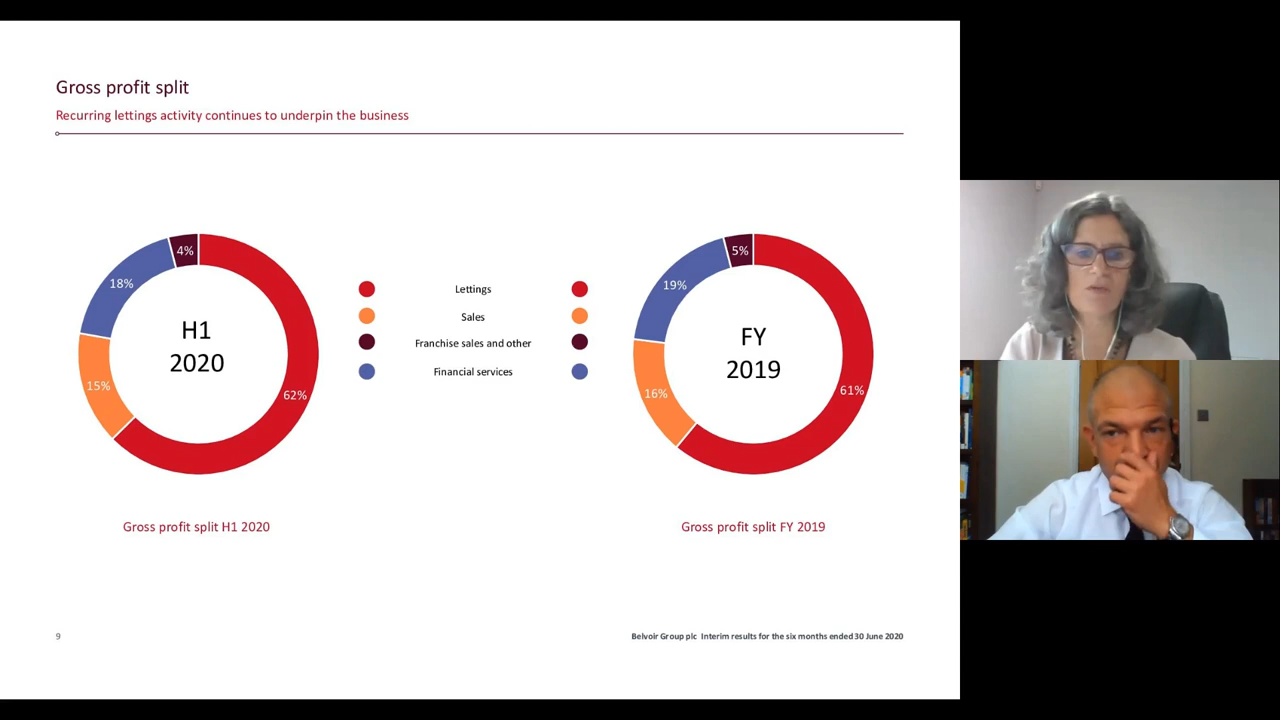 Gross profit split
Recurring lettings activity continues to underpin the business
4%
18%
15%
62%
H1
2020
Lettings
Sales
Franchise sales and other
Financial services
5%
19%
16%
61%
FY
2019
Gross profit split H1 2020
Gross profit split FY 2019
9
Belvoir Group plc Interim results for the six months ended 30 June 2020